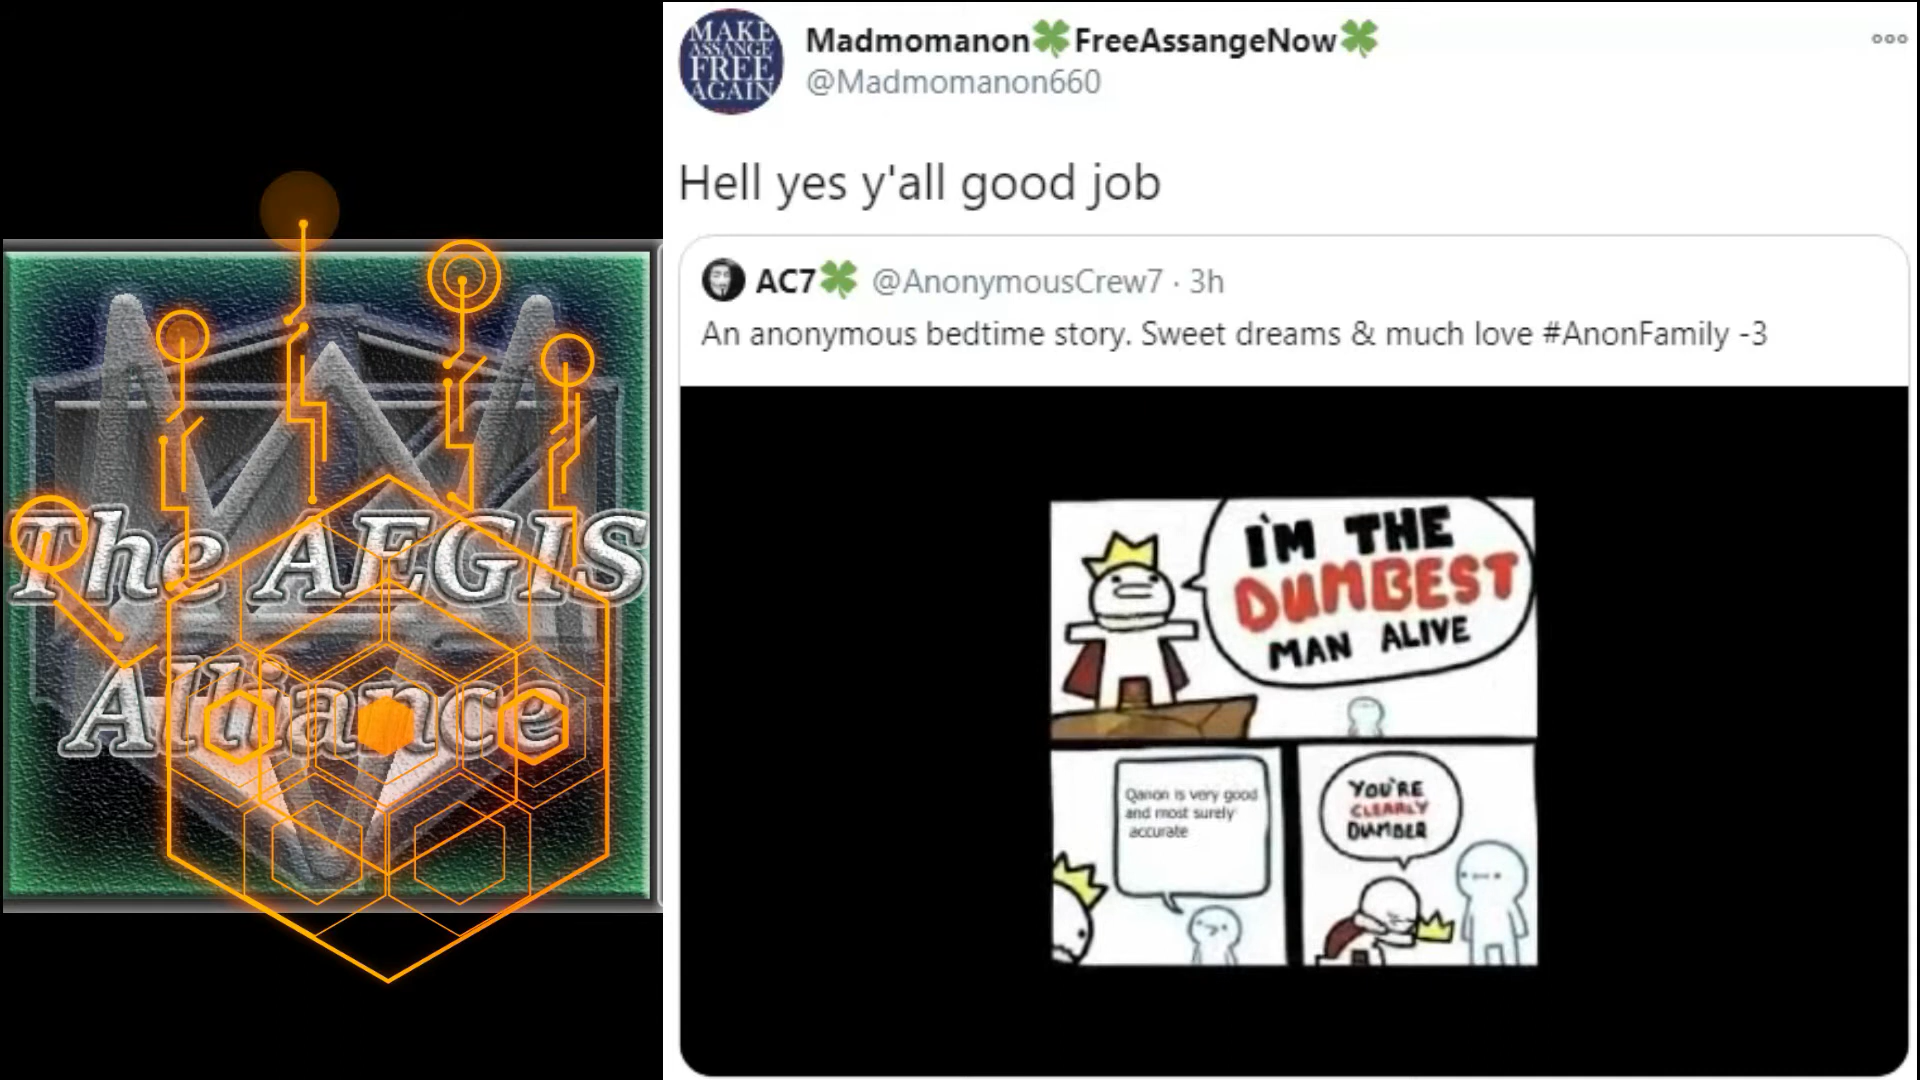 The AEGIS
Alliance
MAKE
ASSANGE
FREE
AGAIN
Madmomanon🍀FreeAssangeNow🍀
@Madmomanon660
Hell yes y'all good job
AC7🍀 @AnonymousCrew7 · 3h
An anonymous bedtime story. Sweet dreams & much love #AnonFamily -3
I'M THE
DUMBEST
MAN ALIVE
Qanon is very good
and most surely
accurate
YOU'RE
CLEARLY
DUMBER